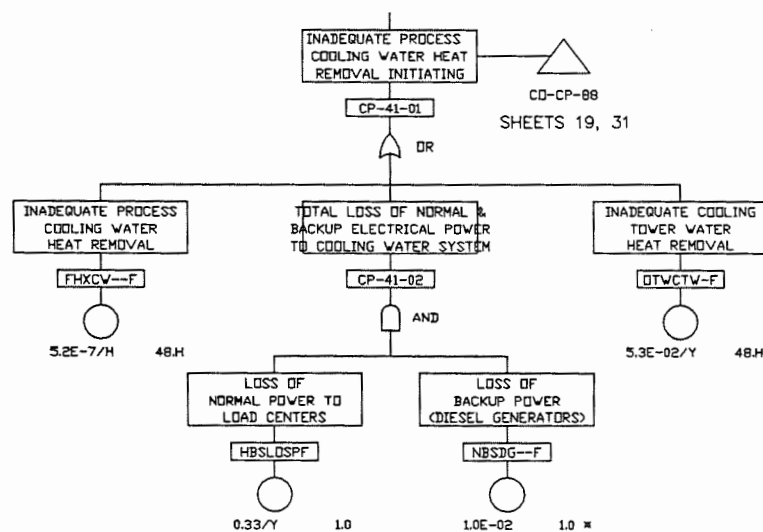 INADEQUATE PROCESS
COOLING WATER HEAT
REMOVAL INITIATING
CP-41-01
CO-CP-88
SHEETS 19, 31
OR
INADEQUATE PROCESS
COOLING WATER
HEAT REMOVAL
FHXCW--F
5.2E-7/H 48.H
TOTAL LOSS OF NORMAL &
BACKUP ELECTRICAL POWER
TO COOLING WATER SYSTEM
CP-41-02
AND
INADEQUATE COOLING
TOWER WATER
HEAT REMOVAL
OTWCTW-F
5.3E-02/Y 48.H
LOSS OF
NORMAL POWER TO
LOAD CENTERS
HBSLOSPF
0.33/Y 1.0
LOSS OF
BACKUP POWER
(DIESEL GENERATORS)
NBSDG--F
1.0E-02 1.0 *